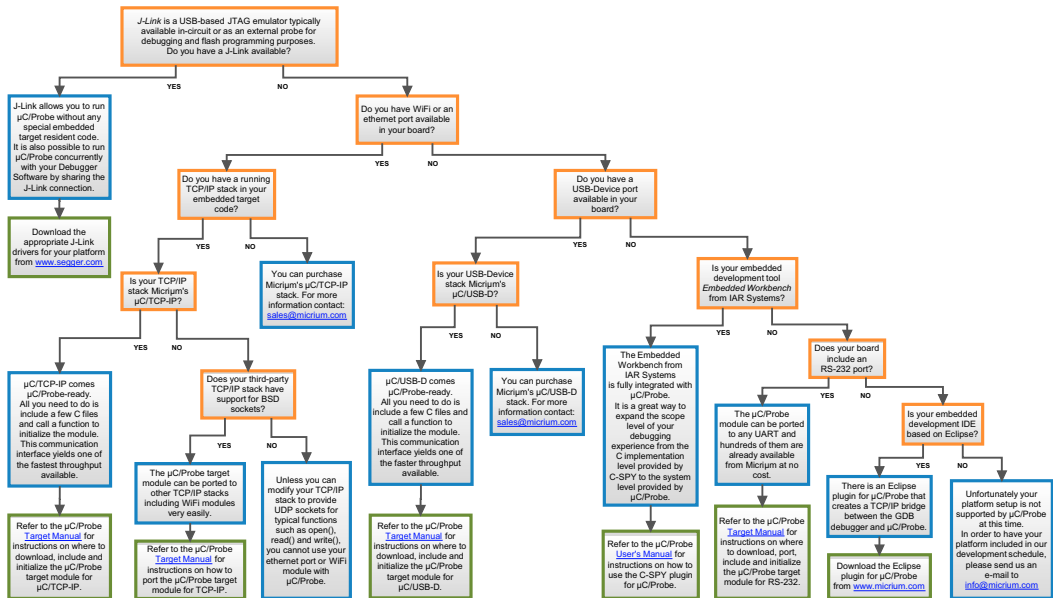 J-Link is a USB-based JTAG emulator typically
available in-circuit or as an external probe for
debugging and flash programming purposes.
Do you have a J-Link available?
YES
NO
J-Link allows you to run
µC/Probe without any
special embedded
target resident code.
It is also possible to run
µC/Probe concurrently
with your Debugger
Software by sharing the
J-Link connection.
Download the
appropriate J-Link
drivers for your platform
from www.segger.com
Do you have WiFi or an
ethernet port available
in your board?
YES
NO
Do you have a running
TCP/IP stack in your
embedded target
code?
YES
NO
Do you have a
USB-Device port
available in your
board?
YES
NO
Is your TCP/IP
stack Micriµm's
µC/TCP-IP?
YES
NO
You can purchase
Micriµm's µC/TCP-IP
stack. For more
information contact:
sales@micrium.com
Is your USB-Device
stack Micriµm's
µC/USB-D?
YES
NO
Is your embedded
development tool
Embedded Workbench
from IAR Systems?
YES
NO
µC/TCP-IP comes
µC/Probe-ready.
All you need to do is
include a few C files
and call a function to
initialize the module.
This communication
interface yields one of
the fastest throughput
available.
Refer to the µC/Probe
Target Manual for
instructions on where to
download, include and
initialize the µC/Probe
target module for
µC/TCP-IP.
Does your third-party
TCP/IP stack have
support for BSD
sockets?
YES
NO
The µC/Probe target
module can be ported to
other TCP/IP stacks
including WiFi modules
very easily.
Refer to the µC/Probe
Target Manual for
instructions on how to
port the µC/Probe target
module for TCP-IP.
Unless you can
modify your TCP/IP
stack to provide
UDP sockets for
typical functions
such as open(),
read() and write(),
you cannot use your
ethernet port or WiFi
module with
µC/Probe.
µC/USB-D comes
µC/Probe-ready.
All you need to do is
include a few C files and
call a function to
initialize the module.
This communication
interface yields one of
the faster throughput
available.
Refer to the µC/Probe
Target Manual for
instructions on where to
download, include and
initialize the µC/Probe
target module for
µC/USB-D.
You can purchase
Micriµm's µC/USB-D
stack. For more
information contact:
sales@micrium.com
The Embedded
Workbench from
IAR Systems
is fully integrated with
µC/Probe.
It is a great way to
expand the scope
level of your
debugging
experience from the
C implementation
level provided by
C-SPY to the system
level provided by
µC/Probe.
Refer to the µC/Probe
User's Manual for
instructions on how to
use the C-SPY plugin
for µC/Probe.
Does your board
include an
RS-232 port?
YES
NO
The µC/Probe
module can be ported
to any UART and
hundreds of them are
already available
from Micriµm at no
cost.
Refer to the µC/Probe
Target Manual for
instructions on where
to download, port,
include and initialize
the µC/Probe target
module for RS-232.
Is your embedded
development IDE
based on Eclipse?
YES
NO
There is an Eclipse
plugin for µC/Probe that
creates a TCP/IP bridge
between the GDB
debugger and µC/Probe.
Download the Eclipse
plugin for µC/Probe
from www.micrium.com
Unfortunately your
platform setup is not
supported by µC/Probe
at this time.
In order to have your
platform included in our
development schedule,
please send us an
e-mail to
info@micrium.com